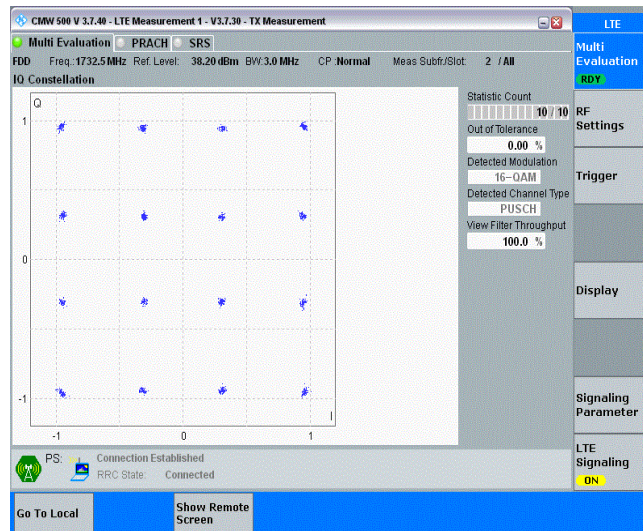 CMW 500 V 3.7.40 - LTE Measurement 1 - V3.7.30 - TX Measurement
LTE
Multi Evaluation PRACH SRS
FDD Freq.:1732.5 MHz Ref. Level: 38.20 dBm BW:3.0 MHz CP :Normal Meas Subfr./Slot: 2 / All
IQ Constellation
Q
1
0
-1
-1 0 1
I
Statistic Count
10 / 10
Out of Tolerance
0.00 %
Detected Modulation
16-QAM
Detected Channel Type
PUSCH
View Filter Throughput
100.0 %
PS: Connection Established
RRC State: Connected
Multi
Evaluation
RDY
RF
Settings
Trigger
Display
Signaling
Parameter
LTE
Signaling
ON
Go To Local
Show Remote
Screen